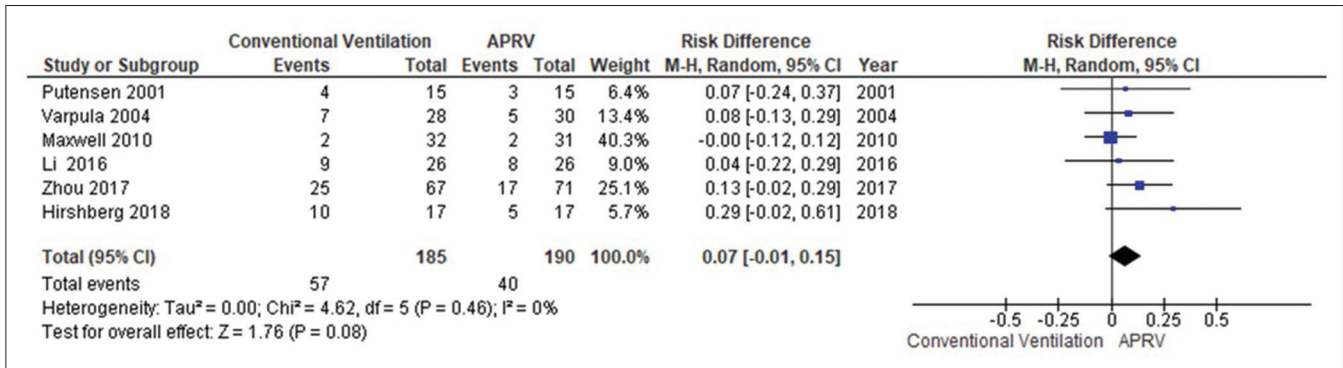 Conventional Ventilation APRV Risk Difference Risk Difference
Study or Subgroup Events Total Events Total Weight M-H, Random, 95% CI Year M-H, Random, 95% CI
Putensen 2001 4 15 3 15 6.4% 0.07 [-0.24, 0.37] 2001
Varpula 2004 7 28 5 30 13.4% 0.08 [-0.13, 0.29] 2004
Maxwell 2010 2 32 2 31 40.3% -0.00 [-0.12, 0.12] 2010
Li 2016 9 26 8 26 9.0% 0.04 [-0.22, 0.29] 2016
Zhou 2017 25 67 17 71 25.1% 0.13 [-0.02, 0.29] 2017
Hirshberg 2018 10 17 5 17 5.7% 0.29 [-0.02, 0.61] 2018
Total (95% CI) 185 190 100.0% 0.07 [-0.01, 0.15]
Total events 57 40
Heterogeneity: Tau² = 0.00; Chi² = 4.62, df = 5 (P = 0.46); I² = 0%
Test for overall effect: Z = 1.76 (P = 0.08)
-0.5 -0.25 0 0.25 0.5
Conventional Ventilation APRV